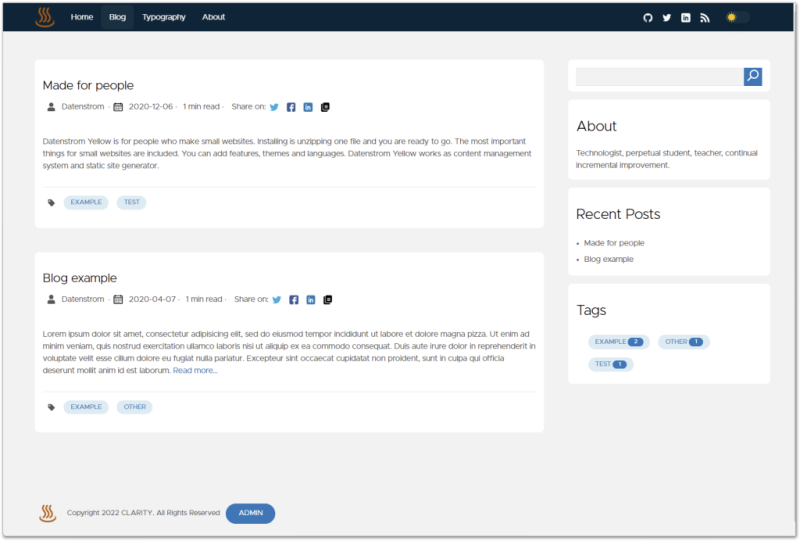 Home Blog Typography About
Made for people
Datenstrom · 2020-12-06 · 1 min read · Share on:
Datenstrom Yellow is for people who make small websites. Installing is unzipping one file and you are ready to go. The most important
things for small websites are included. You can add features, themes and languages. Datenstrom Yellow works as content management
system and static site generator.
EXAMPLE TEST
Blog example
Datenstrom · 2020-04-07 · 1 min read · Share on:
Lorem ipsum dolor sit amet, consectetur adipisicing elit, sed do eiusmod tempor incididunt ut labore et dolore magna pizza. Ut enim ad
minim veniam, quis nostrud exercitation ullamco laboris nisi ut aliquip ex ea commodo consequat. Duis aute irure dolor in reprehenderit in
voluptate velit esse cillum dolore eu fugiat nulla pariatur. Excepteur sint occaecat cupidatat non proident, sunt in culpa qui officia
deserunt mollit anim id est laborum. Read more…
EXAMPLE OTHER
About
Technologist, perpetual student, teacher, continual
incremental improvement.
Recent Posts
• Made for people
• Blog example
Tags
EXAMPLE 2 OTHER 1
TEST 1
Copyright 2022 CLARITY. All Rights Reserved ADMIN